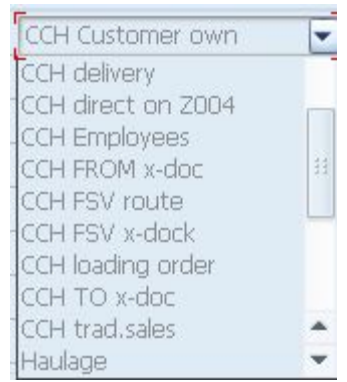 CCH Customer own
CCH delivery
CCH direct on Z004
CCH Employees
CCH FROM x-doc
CCH FSV route
CCH FSV x-dock
CCH loading order
CCH TO x-doc
CCH trad.sales
Haulage